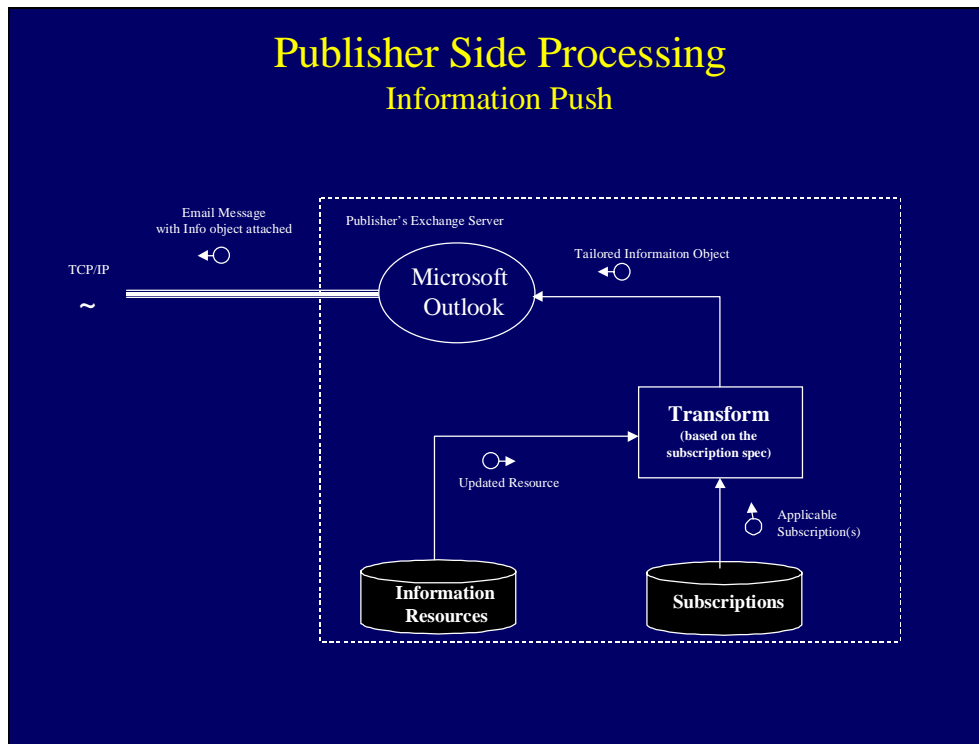 Publisher Side Processing
Information Push
Email Message
with Info object attached
Publisher's Exchange Server
TCP/IP
~
Microsoft
Outlook
Tailored Informaiton Object
Transform
(based on the
subscription spec)
Updated Resource
Applicable
Subscription(s)
Information
Resources
Subscriptions